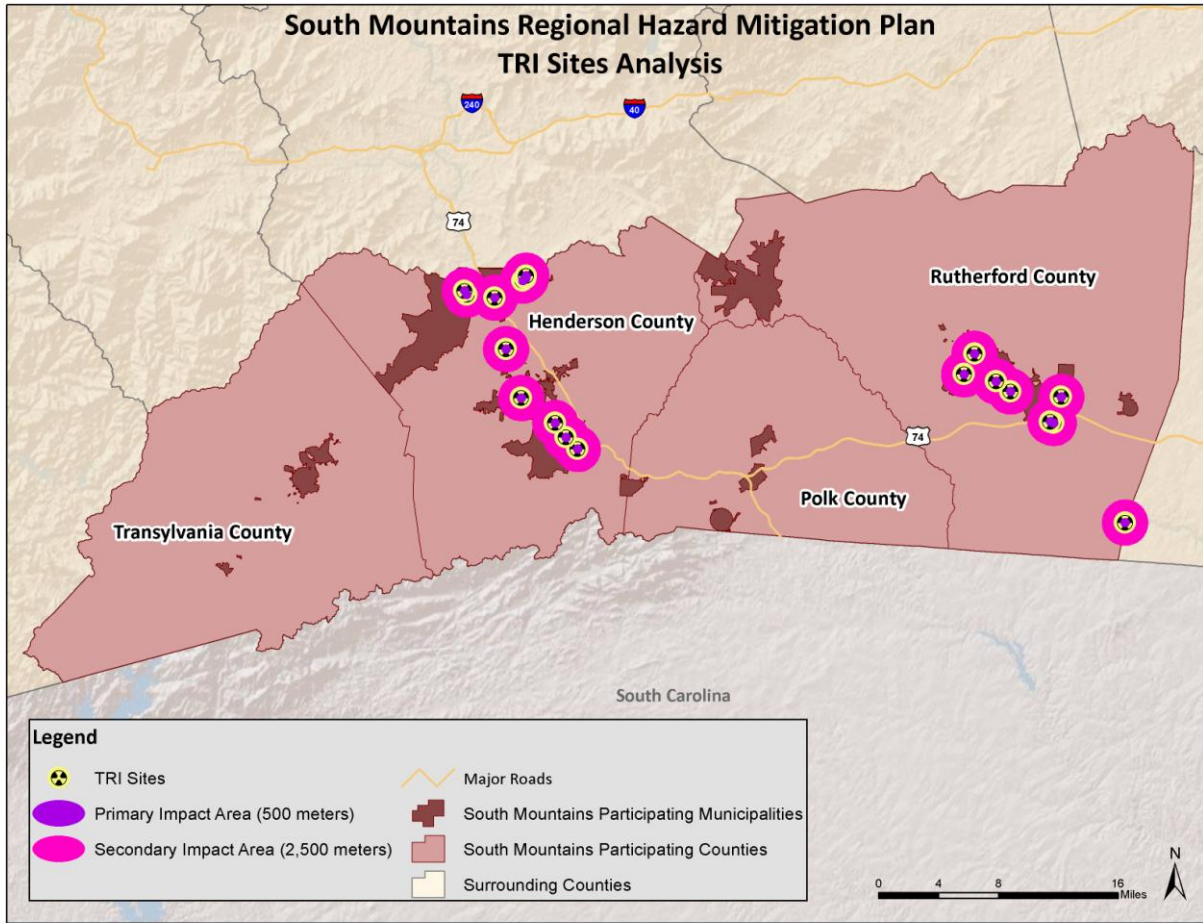 South Mountains Regional Hazard Mitigation Plan
TRI Sites Analysis
240
40
74
Rutherford County
Henderson County
74
Polk County
Transylvania County
South Carolina
Legend
TRI Sites
Primary Impact Area (500 meters)
Secondary Impact Area (2,500 meters)
Major Roads
South Mountains Participating Municipalities
South Mountains Participating Counties
Surrounding Counties
N
0 4 8 16
Miles